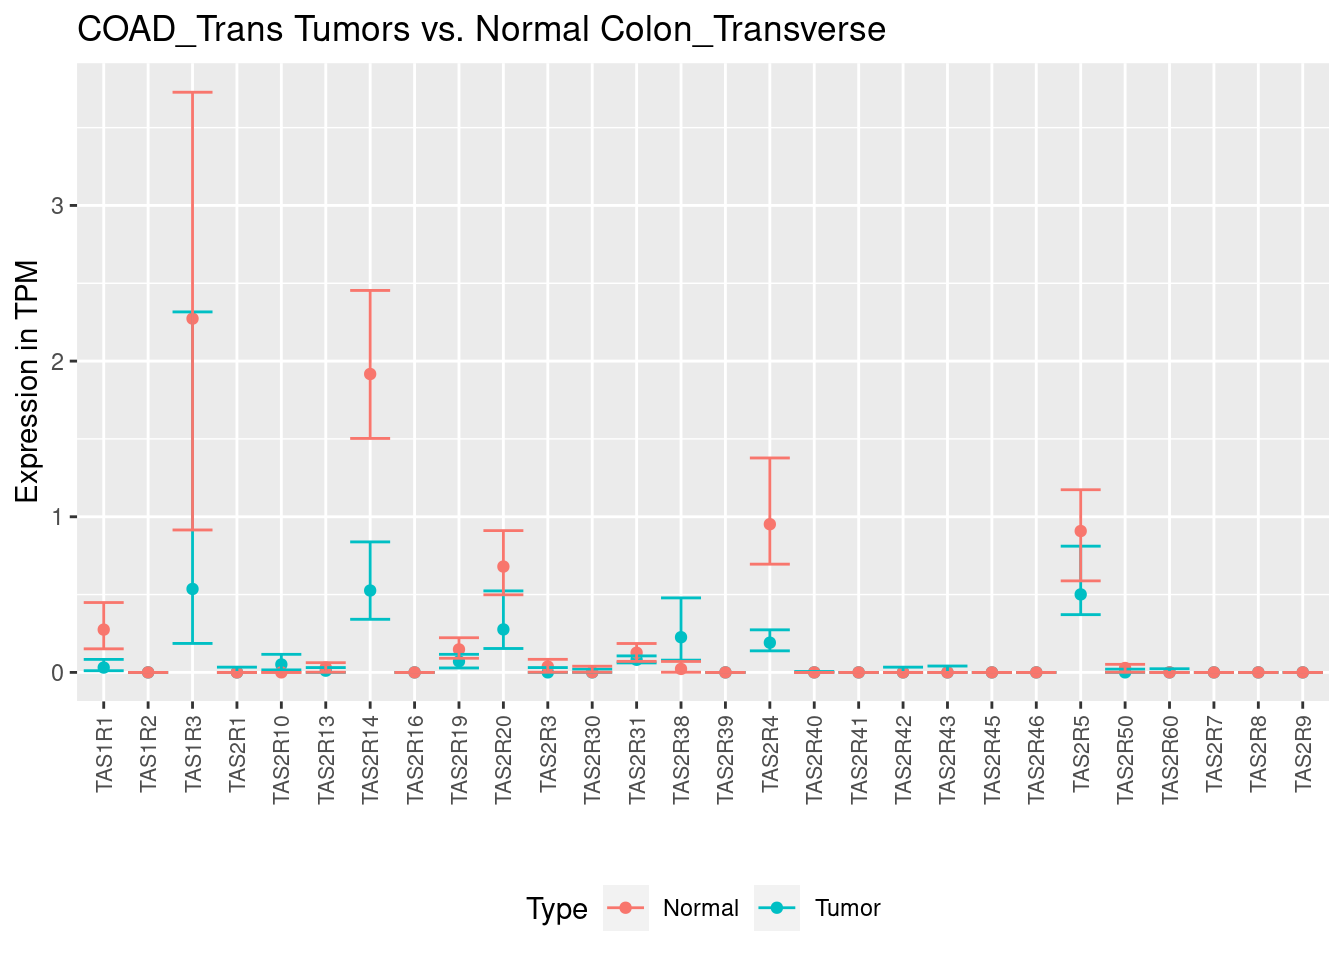 COAD_Trans Tumors vs. Normal Colon_Transverse
Expression in TPM
3
2
1
0
TAS1R1
TAS1R2
TAS1R3
TAS2R1
TAS2R10
TAS2R13
TAS2R14
TAS2R16
TAS2R19
TAS2R20
TAS2R3
TAS2R30
TAS2R31
TAS2R38
TAS2R39
TAS2R4
TAS2R40
TAS2R41
TAS2R42
TAS2R43
TAS2R45
TAS2R46
TAS2R5
TAS2R50
TAS2R60
TAS2R7
TAS2R8
TAS2R9
Type Normal Tumor